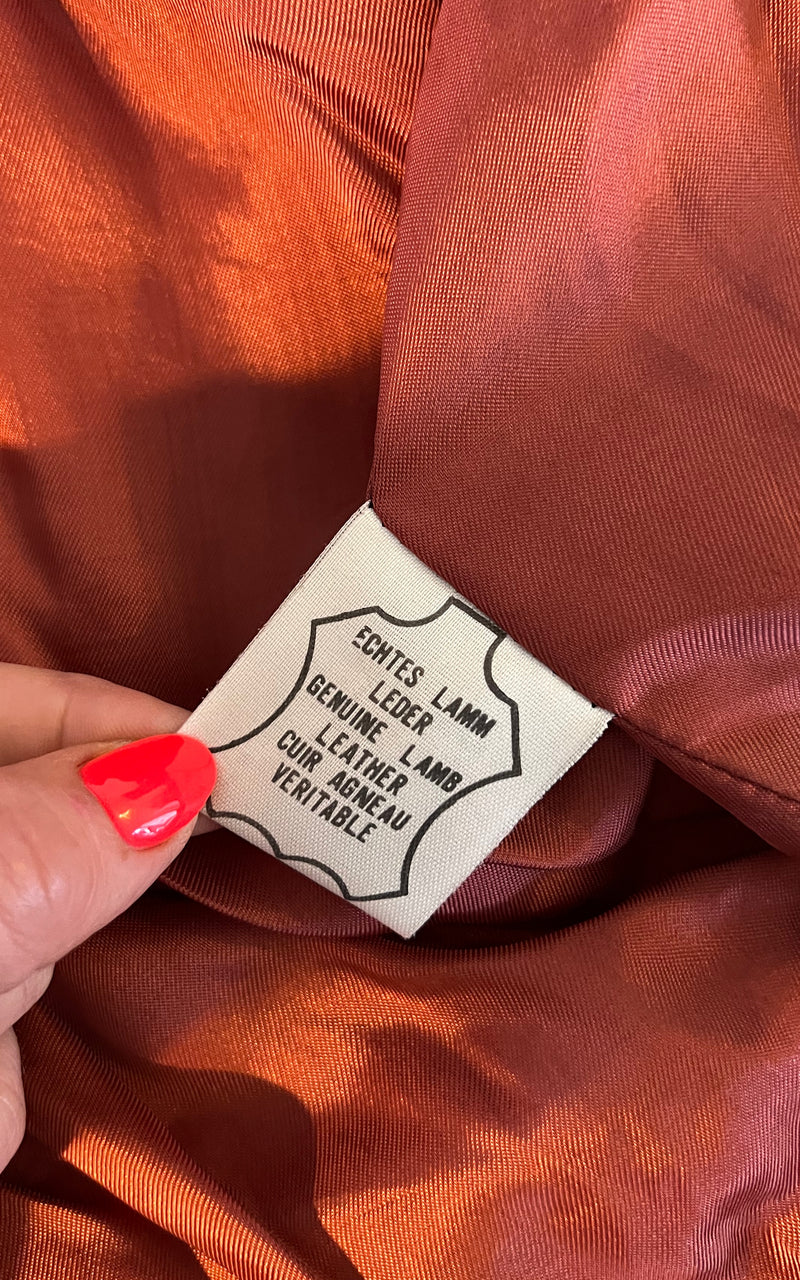 ECHTES LAMM
LEDER
GENUINE LAMB
LEATHER
CUIR AGNEAU
VERITABLE